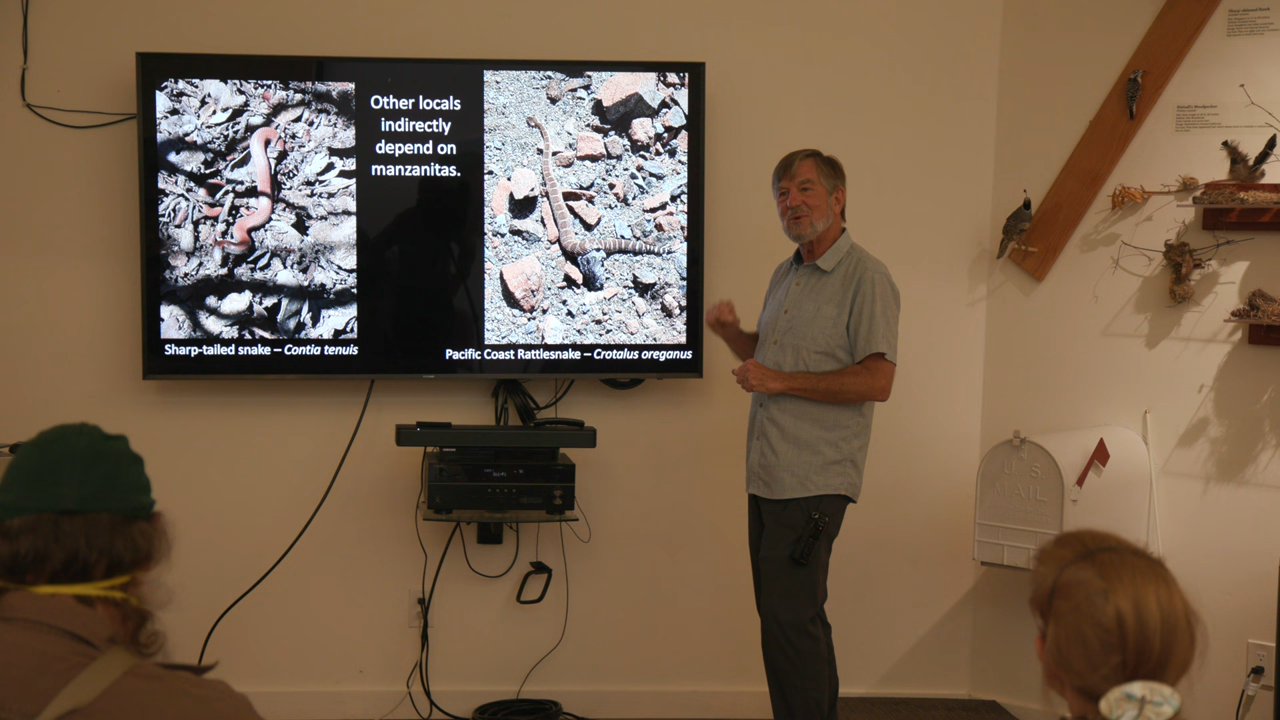 Other locals
indirectly
depend on
manzanitas.
Sharp-tailed snake – Contia tenuis
Pacific Coast Rattlesnake – Crotalus oreganus
U. S.
MAIL